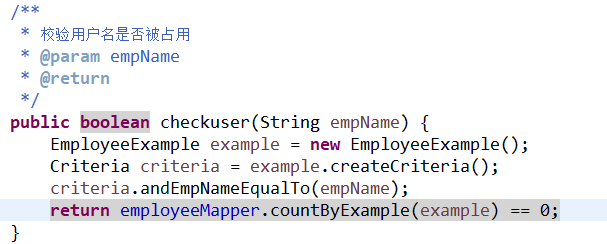 /**
 * 校验用户名是否被占用
 * @param empName
 * @return
 */
public boolean checkuser(String empName) {
    EmployeeExample example = new EmployeeExample();
    Criteria criteria = example.createCriteria();
    criteria.andEmpNameEqualTo(empName);
    return employeeMapper.countByExample(example) == 0;
}